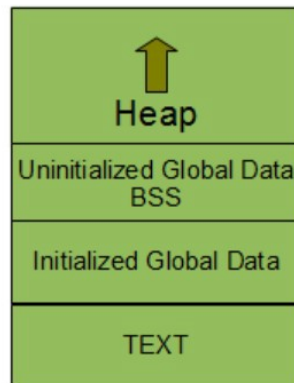 Heap
Uninitialized Global Data
BSS
Initialized Global Data
TEXT